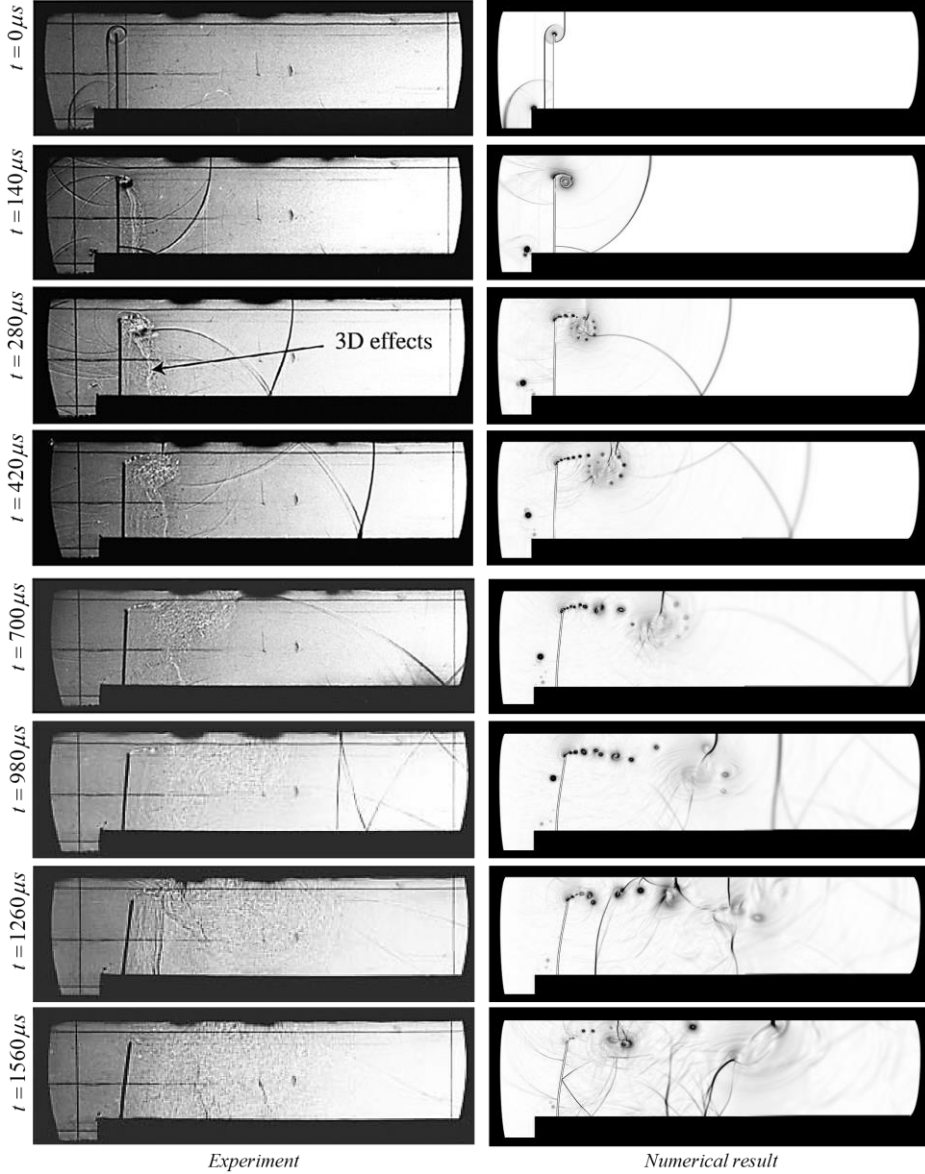 t = 0μs
t = 140μs
t = 280μs
3D effects
t = 420μs
t = 700μs
t = 980μs
t = 1260μs
t = 1560μs
Experiment
Numerical result